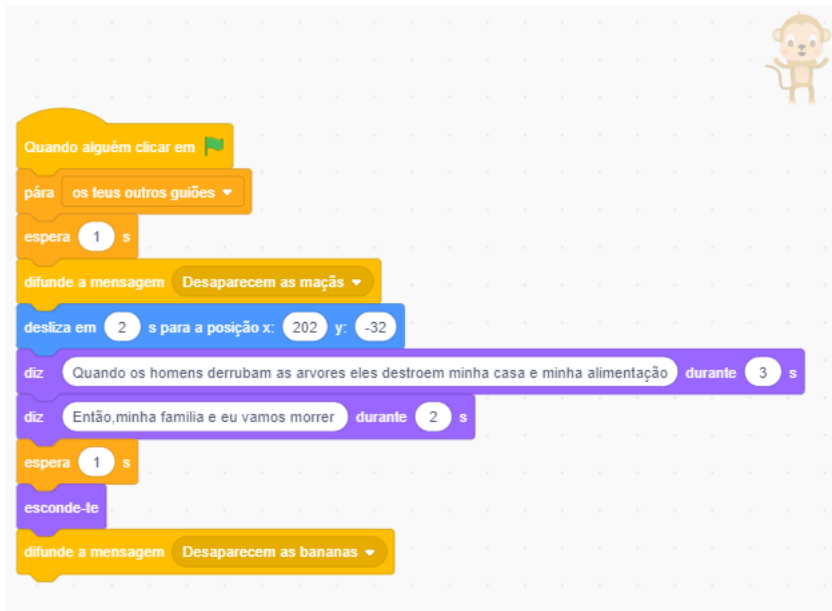 Quando alguém clicar em
pára os teus outros guiões
espera 1 s
difunde a mensagem Desaparecem as maçãs
desliza em 2 s para a posição x: 202 y: -32
diz Quando os homens derrubam as arvores eles destroem minha casa e minha alimentação durante 3 s
diz Então,minha familia e eu vamos morrer durante 2 s
espera 1 s
esconde-te
difunde a mensagem Desaparecem as bananas